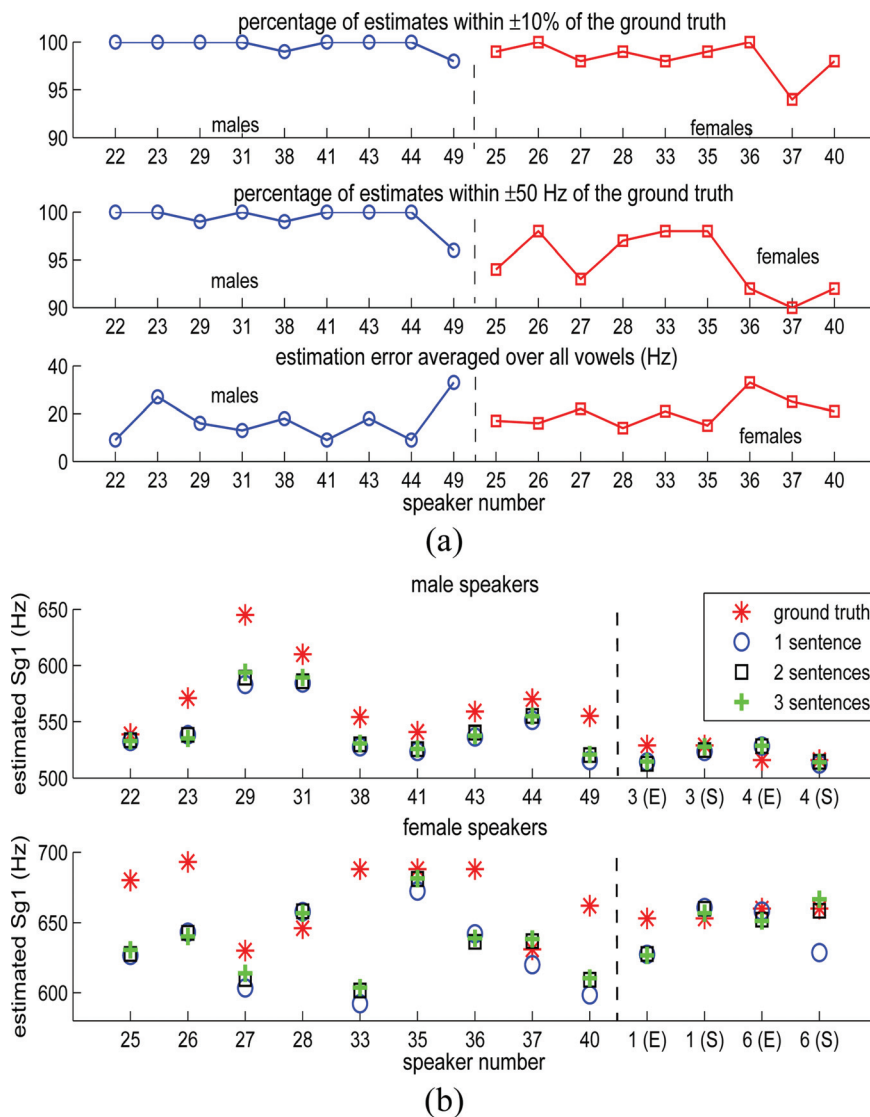 percentage of estimates within ±10% of the ground truth
100
95
90
males
females
22 23 29 31 38 41 43 44 49 25 26 27 28 33 35 36 37 40
percentage of estimates within ±50 Hz of the ground truth
100
95
90
males
females
22 23 29 31 38 41 43 44 49 25 26 27 28 33 35 36 37 40
estimation error averaged over all vowels (Hz)
40
20
0
males
females
22 23 29 31 38 41 43 44 49 25 26 27 28 33 35 36 37 40
speaker number
(a)
male speakers
estimated Sg1 (Hz)
650
600
550
500
ground truth
1 sentence
2 sentences
3 sentences
22 23 29 31 38 41 43 44 49 3 (E) 3 (S) 4 (E) 4 (S)
female speakers
estimated Sg1 (Hz)
700
650
600
25 26 27 28 33 35 36 37 40 1 (E) 1 (S) 6 (E) 6 (S)
speaker number
(b)